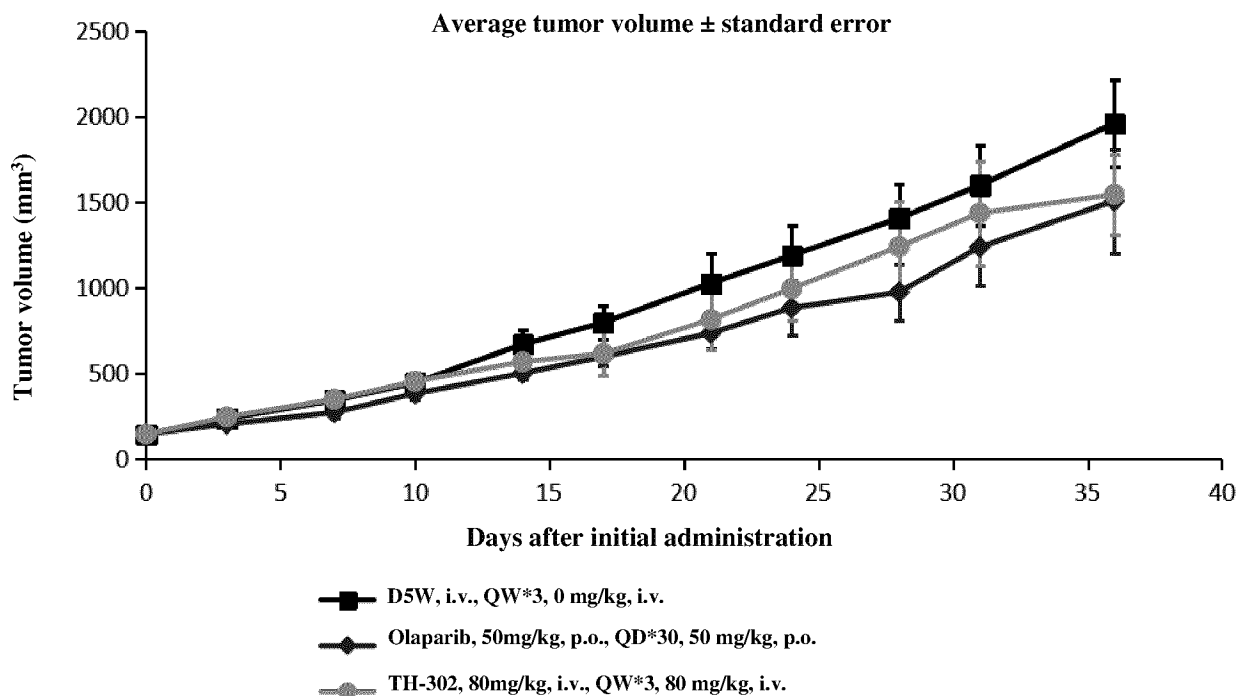 Average tumor volume ± standard error
2500
2000
1500
1000
500
0
Tumor volume (mm³)
0 5 10 15 20 25 30 35 40
Days after initial administration
D5W, i.v., QW*3, 0 mg/kg, i.v.
Olaparib, 50mg/kg, p.o., QD*30, 50 mg/kg, p.o.
TH-302, 80mg/kg, i.v., QW*3, 80 mg/kg, i.v.